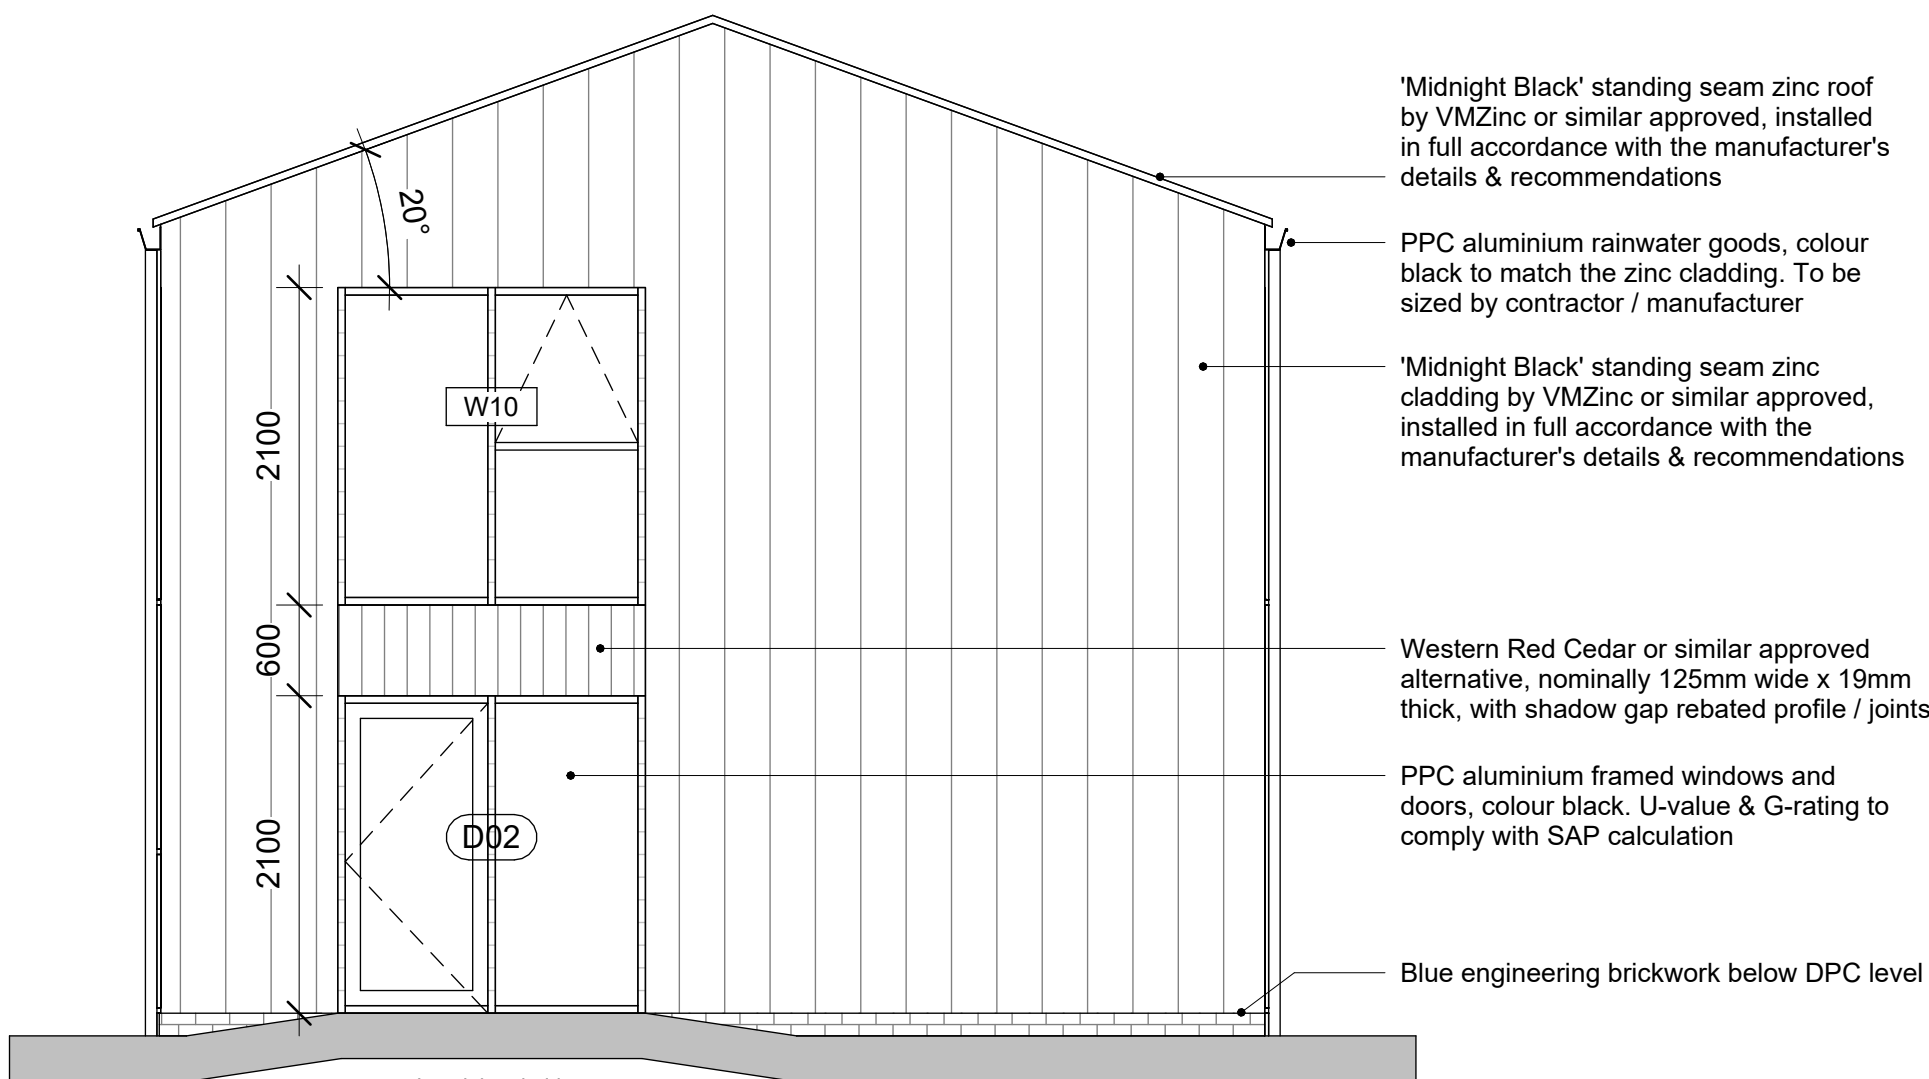 'Midnight Black' standing seam zinc roof
by VMZinc or similar approved, installed
in full accordance with the manufacturer's
details & recommendations
PPC aluminium rainwater goods, colour
black to match the zinc cladding. To be
sized by contractor / manufacturer
'Midnight Black' standing seam zinc
cladding by VMZinc or similar approved,
installed in full accordance with the
manufacturer's details & recommendations
Western Red Cedar or similar approved
alternative, nominally 125mm wide x 19mm
thick, with shadow gap rebated profile / joints
PPC aluminium framed windows and
doors, colour black. U-value & G-rating to
comply with SAP calculation
Blue engineering brickwork below DPC level
20°
2100
W10
600
2100
D02